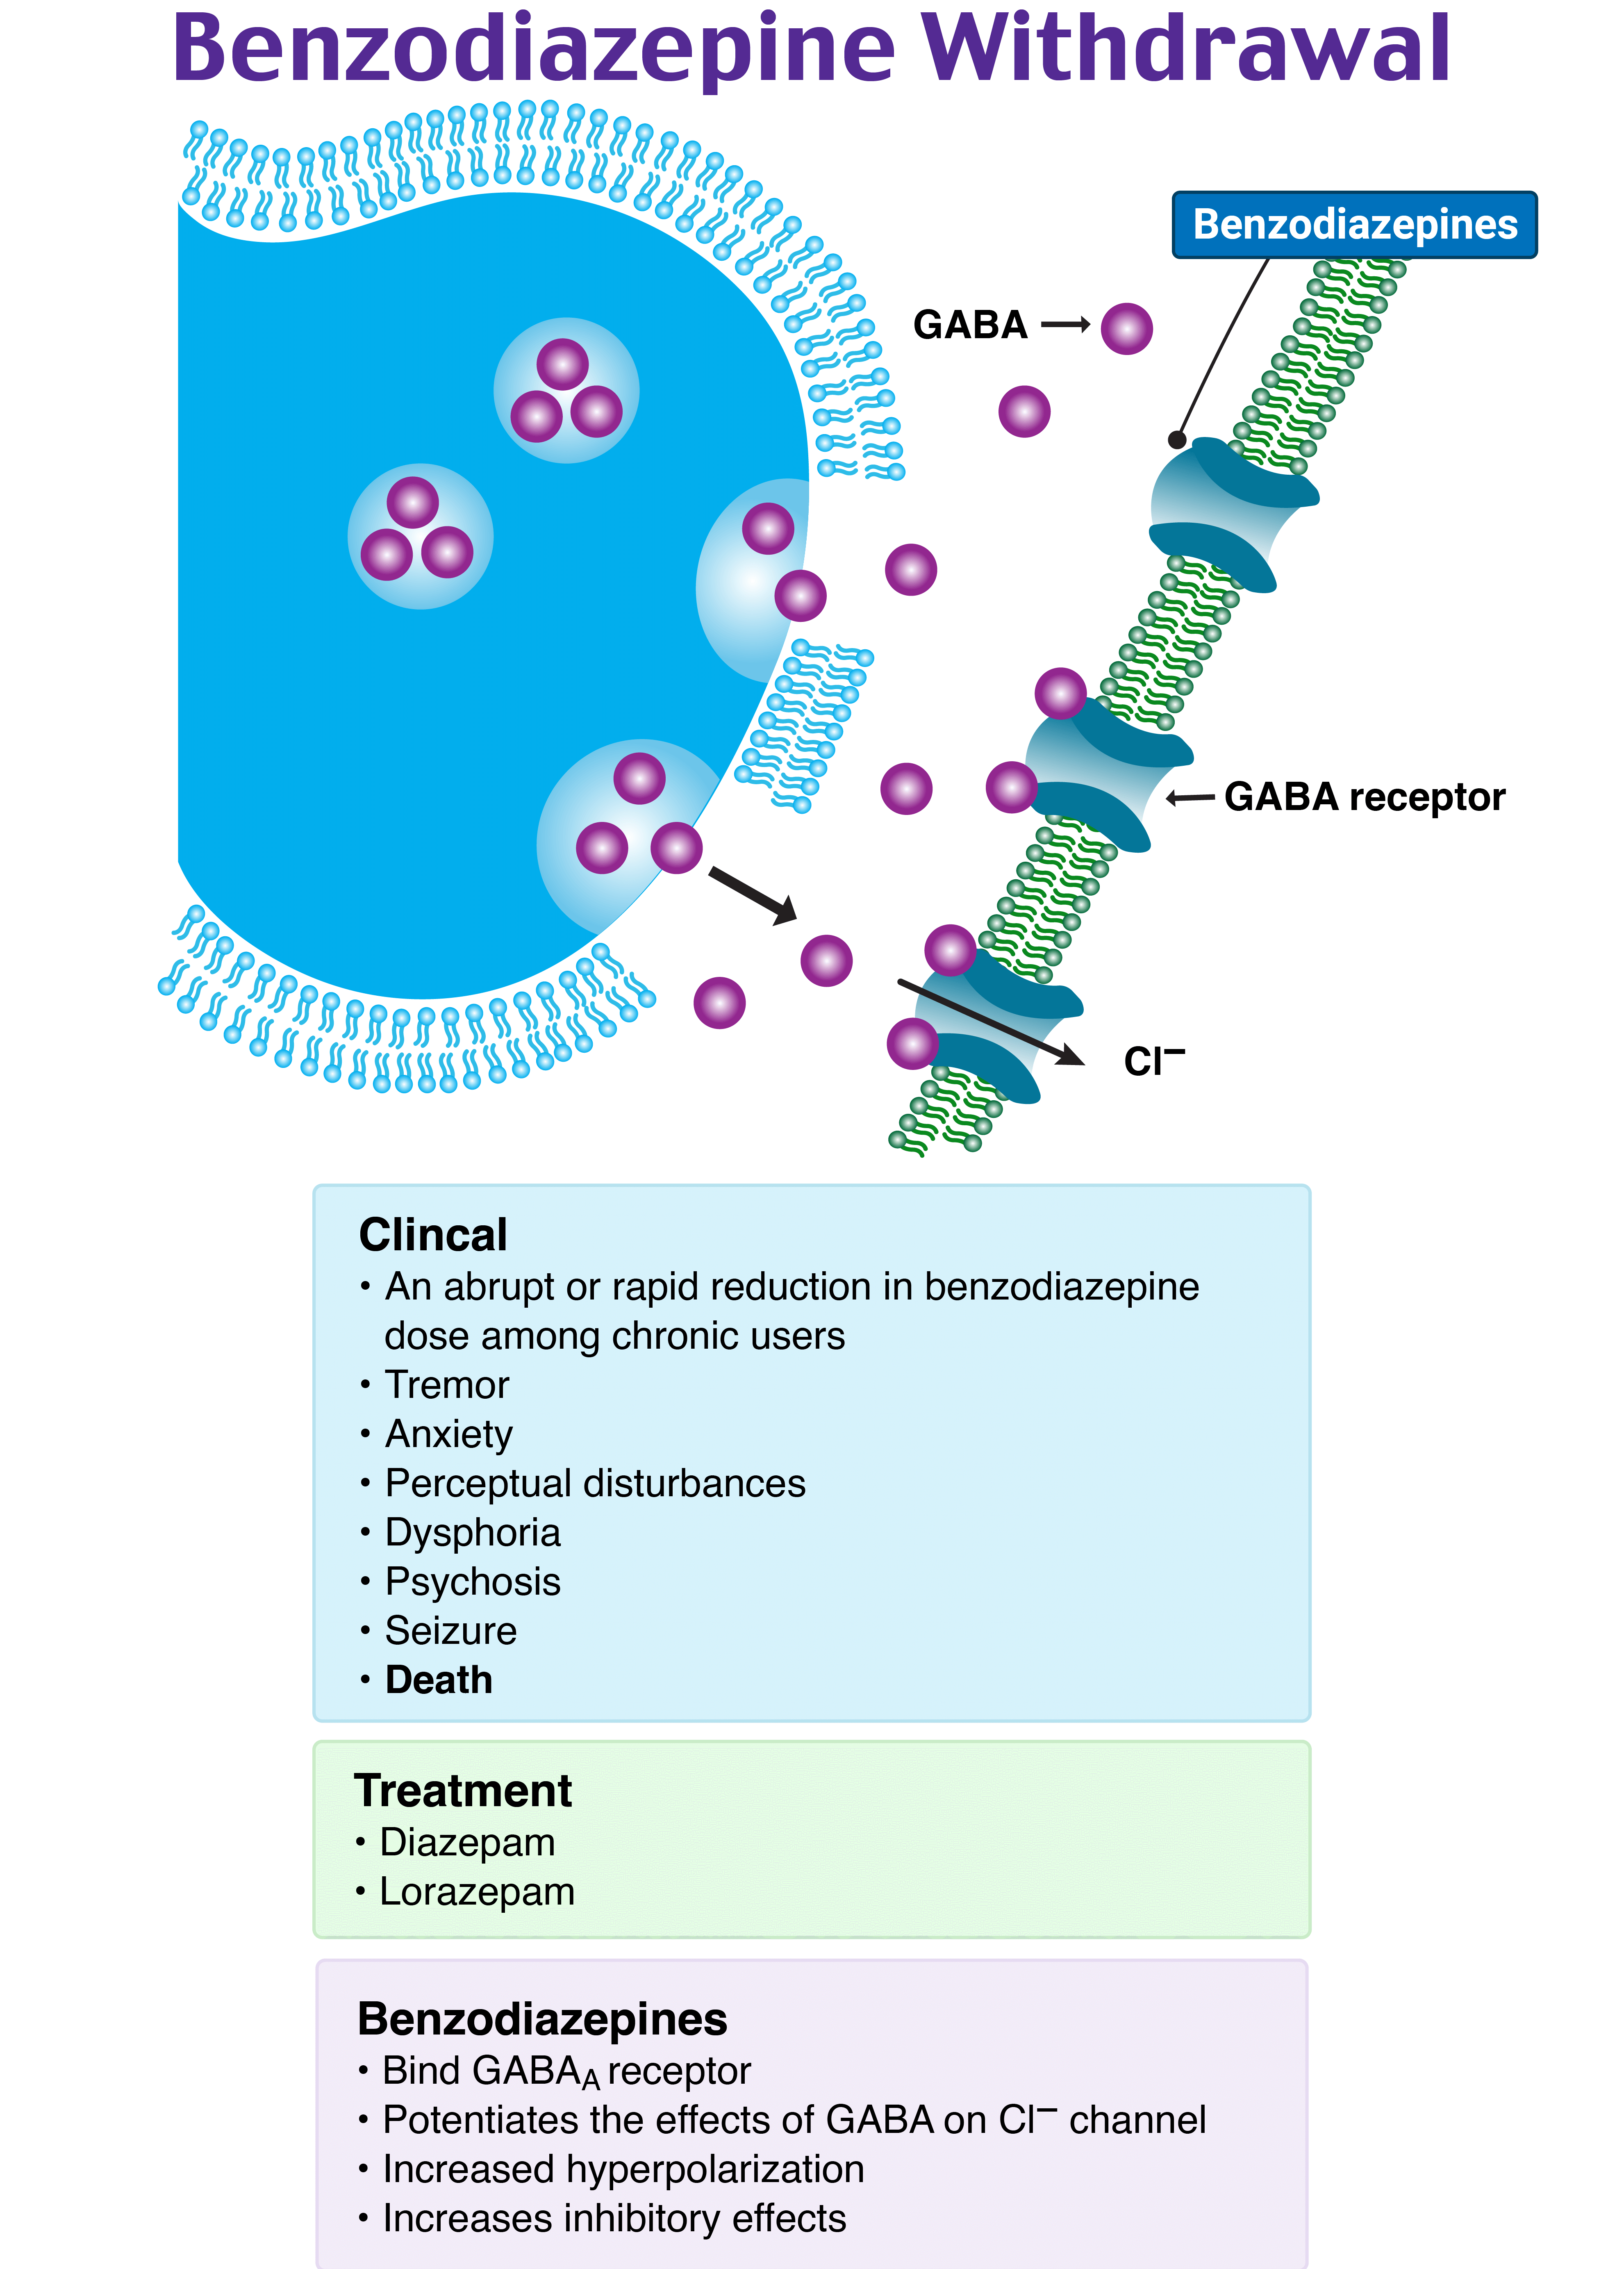 Benzodiazepine Withdrawal
Benzodiazepines
GABA
GABA receptor
Cl⁻
Clincal
• An abrupt or rapid reduction in benzodiazepine
dose among chronic users
• Tremor
• Anxiety
• Perceptual disturbances
• Dysphoria
• Psychosis
• Seizure
• Death
Treatment
• Diazepam
• Lorazepam
Benzodiazepines
• Bind GABA_A receptor
• Potentiates the effects of GABA on Cl⁻ channel
• Increased hyperpolarization
• Increases inhibitory effects